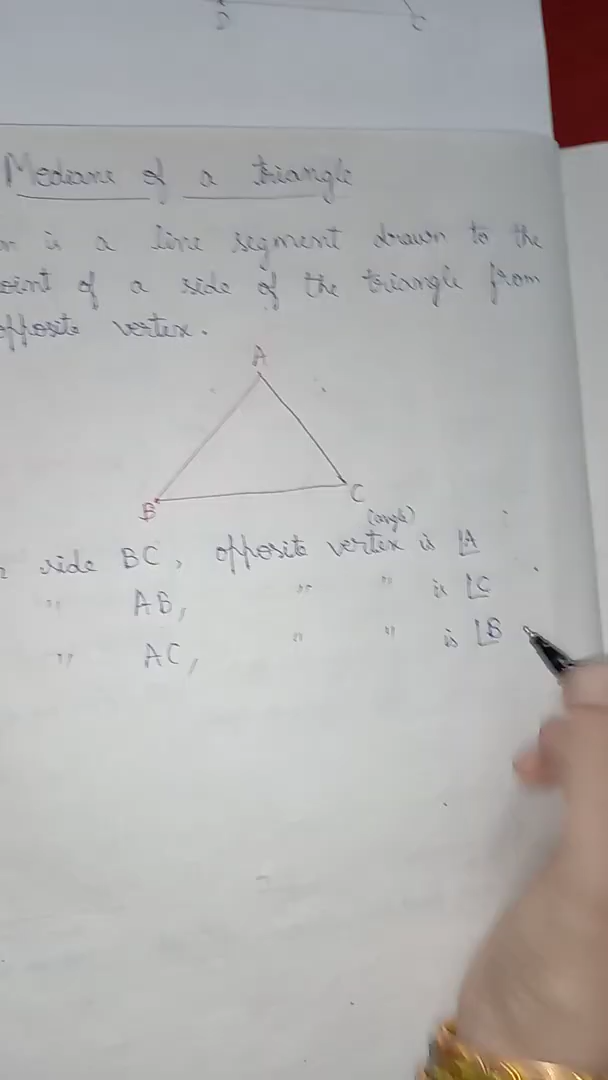 D C
Medians of a triangle
is a line segment drawn to the
of a side of the triangle from
opposite vertex.
A
B C
(angle)
side BC, opposite vertex is ∠A
" AB, " " is ∠C
" AC, " " is ∠B